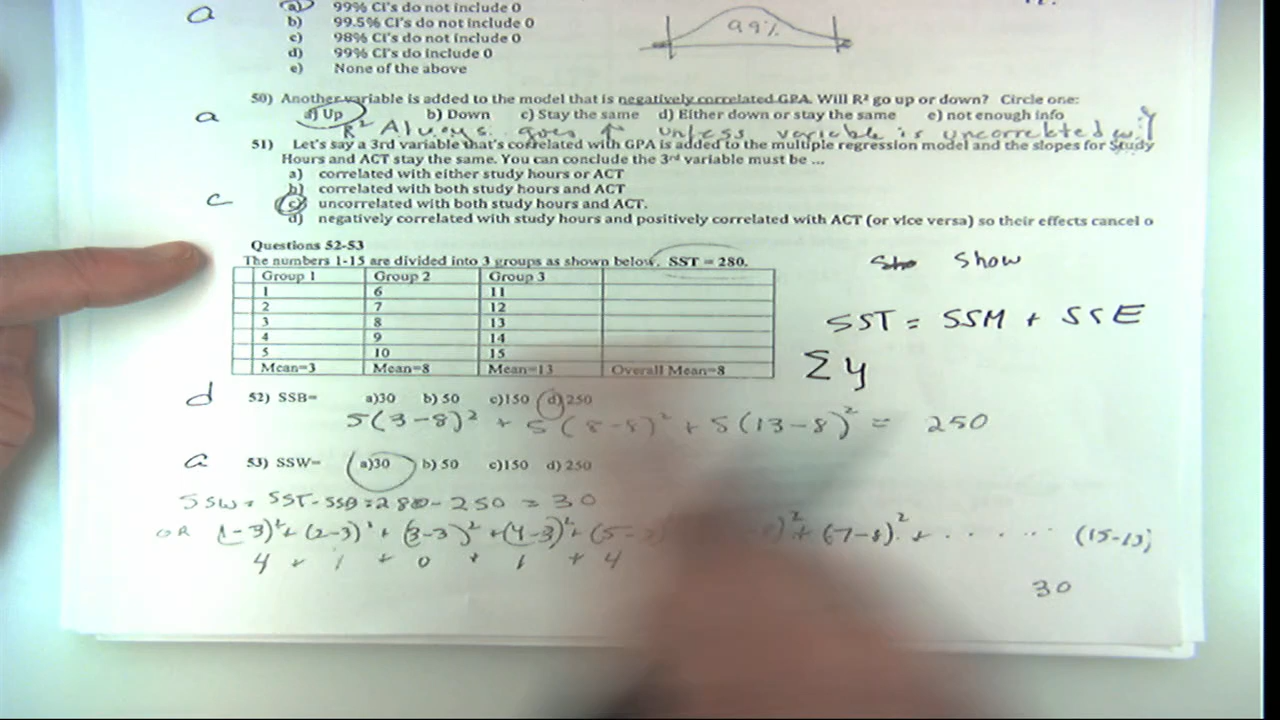 a
a) 99% CI's do not include 0
b) 99.5% CI's do not include 0
c) 98% CI's do not include 0
d) 99% CI's do include 0
e) None of the above
99%
50) Another variable is added to the model that is negatively correlated GPA. Will R² go up or down? Circle one:
a
a) Up b) Down c) Stay the same d) Either down or stay the same e) not enough info
R² Always goes ↑ unless variable is uncorrelated w/ Y
51) Let's say a 3rd variable that's correlated with GPA is added to the multiple regression model and the slopes for Study
Hours and ACT stay the same. You can conclude the 3rd variable must be ...
a) correlated with either study hours or ACT
b) correlated with both study hours and ACT
c
c) uncorrelated with both study hours and ACT.
d) negatively correlated with study hours and positively correlated with ACT (or vice versa) so their effects cancel o
Questions 52-53
The numbers 1-15 are divided into 3 groups as shown below. SST = 280.
Show
Group 1 Group 2 Group 3
1 6 11
2 7 12
3 8 13
4 9 14
5 10 15
Mean=3 Mean=8 Mean=13 Overall Mean=8
SST = SSM + SSE
Σ y
d
52) SSB= a)30 b) 50 c)150 d)250
5(3-8)² + 5(8-8)² + 5(13-8)² = 250
a
53) SSW= a)30 b) 50 c)150 d) 250
SSW = SST-SSB = 280 - 250 = 30
OR (1-3)² + (2-3)² + (3-3)² + (4-3)² + (5- )² + (7-8)² + . . . . . . (15-13)
4 + 1 + 0 + 1 + 4
30